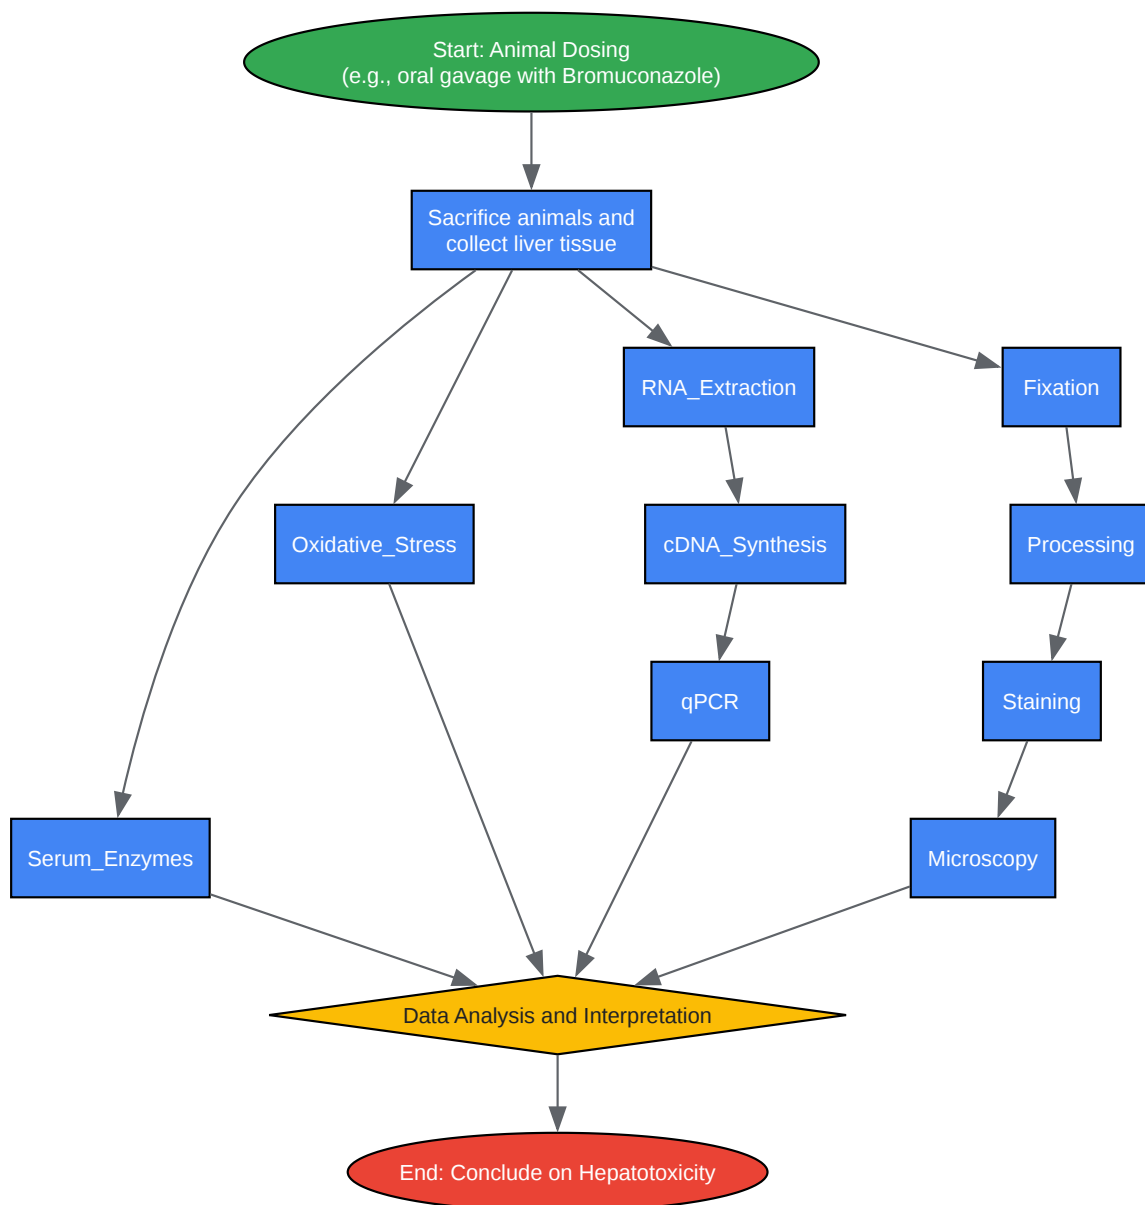 Start: Animal Dosing
(e.g., oral gavage with Bromuconazole)
Sacrifice animals and
collect liver tissue
RNA_Extraction
Fixation
Oxidative_Stress
cDNA_Synthesis
Processing
qPCR
Staining
Serum_Enzymes
Microscopy
Data Analysis and Interpretation
End: Conclude on Hepatotoxicity